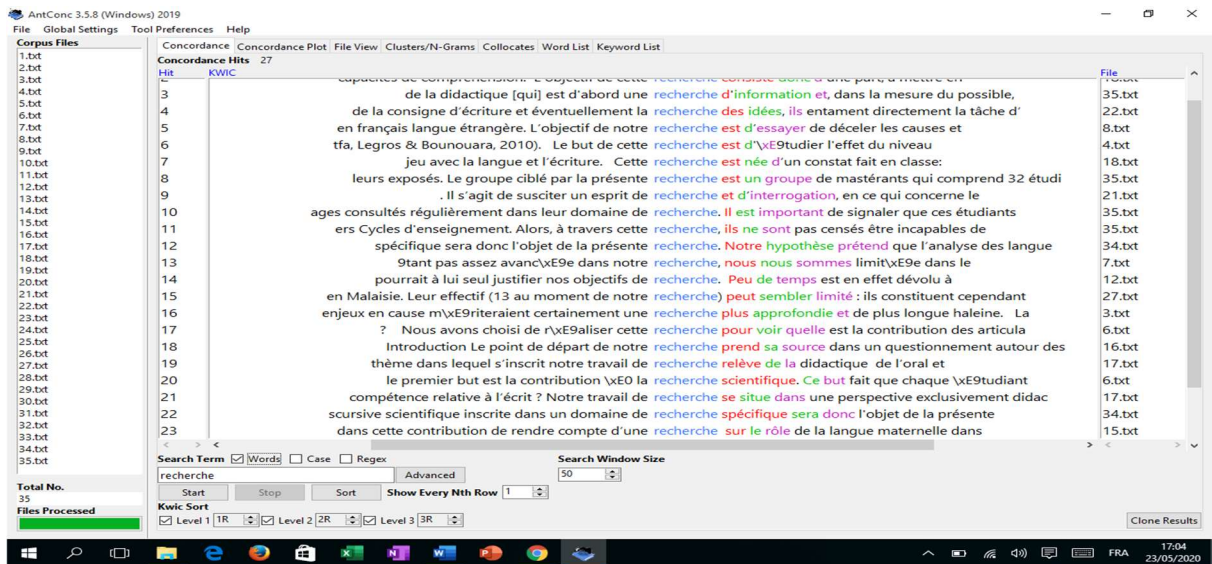 AntConc 3.5.8 (Windows) 2019
File Global Settings Tool Preferences Help
Corpus Files
1.txt
2.txt
3.txt
4.txt
5.txt
6.txt
7.txt
8.txt
9.txt
10.txt
11.txt
12.txt
13.txt
14.txt
15.txt
16.txt
17.txt
18.txt
19.txt
20.txt
21.txt
22.txt
23.txt
24.txt
25.txt
26.txt
27.txt
28.txt
29.txt
30.txt
31.txt
32.txt
33.txt
34.txt
35.txt
Total No.
35
Files Processed
Concordance Concordance Plot File View Clusters/N-Grams Collocates Word List Keyword List
Concordance Hits 27
Hit KWIC File
3 de la didactique [qui] est d'abord une recherche d'information et, dans la mesure du possible, 35.txt
4 de la consigne d'écriture et éventuellement la recherche des idées, ils entament directement la tâche d' 22.txt
5 en français langue étrangère. L'objectif de notre recherche est d'essayer de déceler les causes et 8.txt
6 tfa, Legros & Bounouara, 2010). Le but de cette recherche est d'\xE9tudier l'effet du niveau 4.txt
7 jeu avec la langue et l'écriture. Cette recherche est née d'un constat fait en classe: 18.txt
8 leurs exposés. Le groupe ciblé par la présente recherche est un groupe de mastérants qui comprend 32 étudi 35.txt
9 . Il s'agit de susciter un esprit de recherche et d'interrogation, en ce qui concerne le 21.txt
10 ages consultés régulièrement dans leur domaine de recherche. Il est important de signaler que ces étudiants 35.txt
11 ers Cycles d'enseignement. Alors, à travers cette recherche, ils ne sont pas censés être incapables de 35.txt
12 spécifique sera donc l'objet de la présente recherche. Notre hypothèse prétend que l'analyse des langue 34.txt
13 9tant pas assez avanc\xE9e dans notre recherche, nous nous sommes limit\xE9e dans le 7.txt
14 pourrait à lui seul justifier nos objectifs de recherche. Peu de temps est en effet dévolu à 12.txt
15 en Malaisie. Leur effectif (13 au moment de notre recherche) peut sembler limité : ils constituent cependant 27.txt
16 enjeux en cause m\xE9riteraient certainement une recherche plus approfondie et de plus longue haleine. La 3.txt
17 ? Nous avons choisi de r\xE9aliser cette recherche pour voir quelle est la contribution des articula 6.txt
18 Introduction Le point de départ de notre recherche prend sa source dans un questionnement autour des 16.txt
19 thème dans lequel s'inscrit notre travail de recherche relève de la didactique de l'oral et 17.txt
20 le premier but est la contribution \xE0 la recherche scientifique. Ce but fait que chaque \xE9tudiant 6.txt
21 compétence relative à l'écrit ? Notre travail de recherche se situe dans une perspective exclusivement didac 17.txt
22 scursive scientifique inscrite dans un domaine de recherche spécifique sera donc l'objet de la présente 34.txt
23 dans cette contribution de rendre compte d'une recherche sur le rôle de la langue maternelle dans 15.txt
Search Term Words Case Regex Search Window Size
recherche Advanced 50
Start Stop Sort Show Every Nth Row 1
Kwic Sort
Level 1 1R Level 2 2R Level 3 3R Clone Results
FRA 17:04
23/05/2020